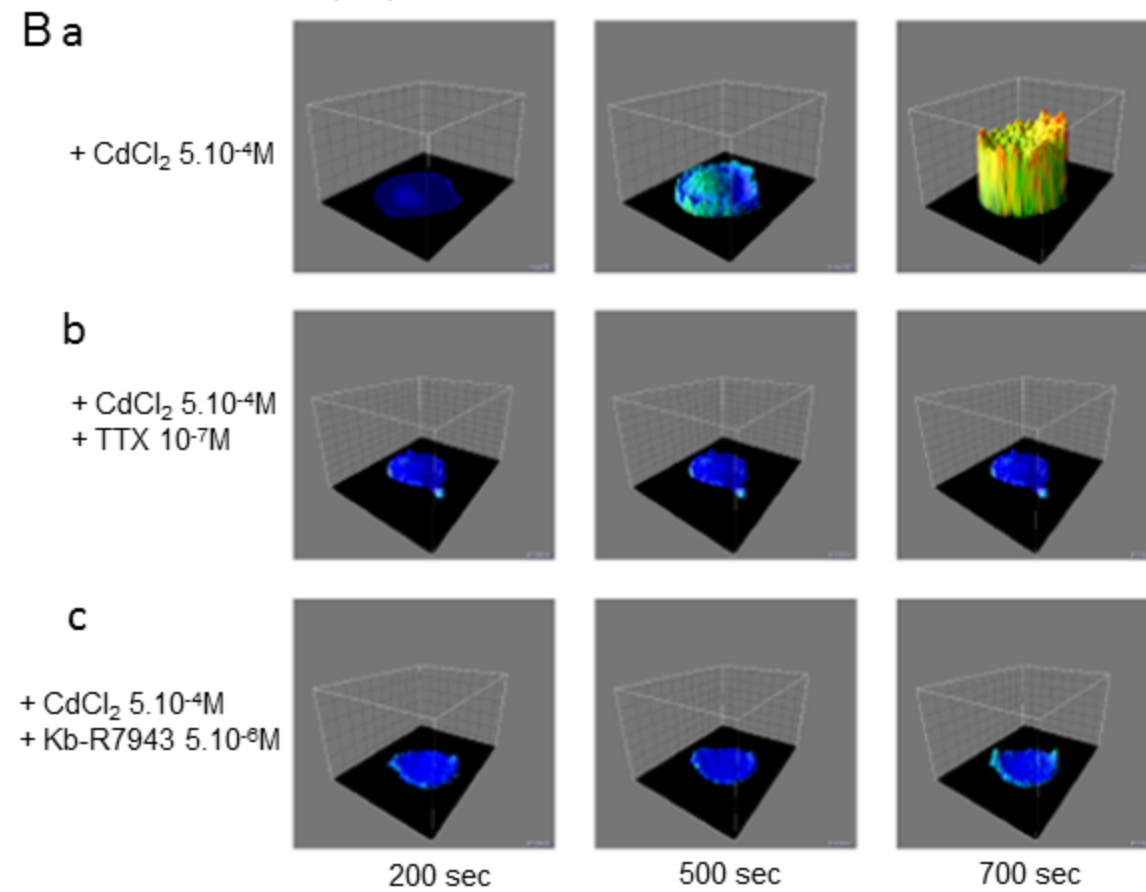 B a
+ CdCl₂ 5.10⁻⁴M
b
+ CdCl₂ 5.10⁻⁴M
+ TTX 10⁻⁷M
c
+ CdCl₂ 5.10⁻⁴M
+ Kb-R7943 5.10⁻⁶M
200 sec 500 sec 700 sec